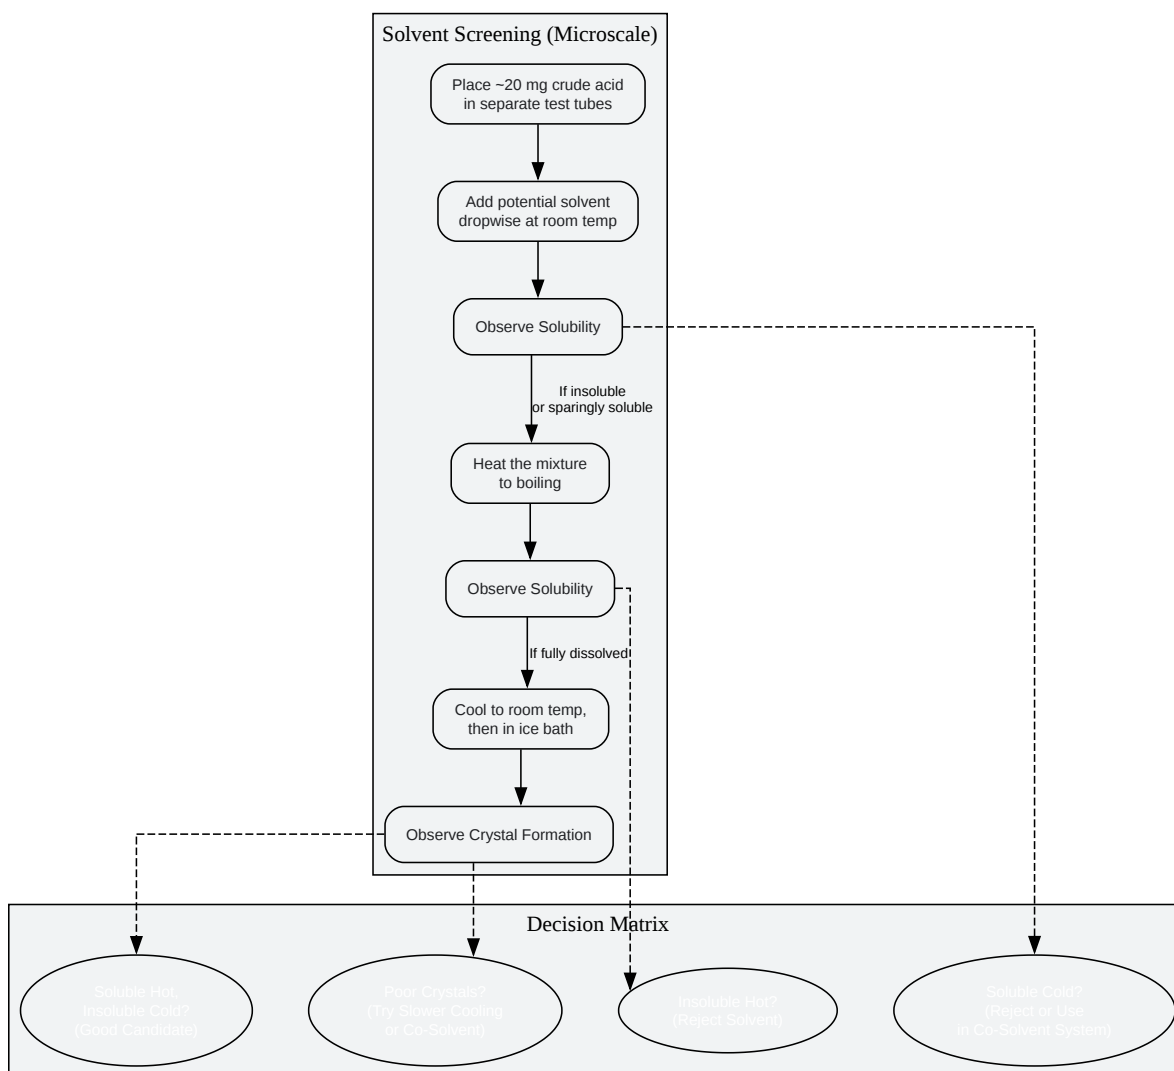 Solvent Screening (Microscale)
Place ~20 mg crude acid
in separate test tubes
Add potential solvent
dropwise at room temp
Observe Solubility
If insoluble
or sparingly soluble
Heat the mixture
to boiling
Observe Solubility
If fully dissolved
Cool to room temp,
then in ice bath
Observe Crystal Formation
Decision Matrix
Soluble Hot,
Insoluble Cold?
(Good Candidate)
Poor Crystals?
(Try Slower Cooling
or Co-Solvent)
Insoluble Hot?
(Reject Solvent)
Soluble Cold?
(Reject or Use
in Co-Solvent System)